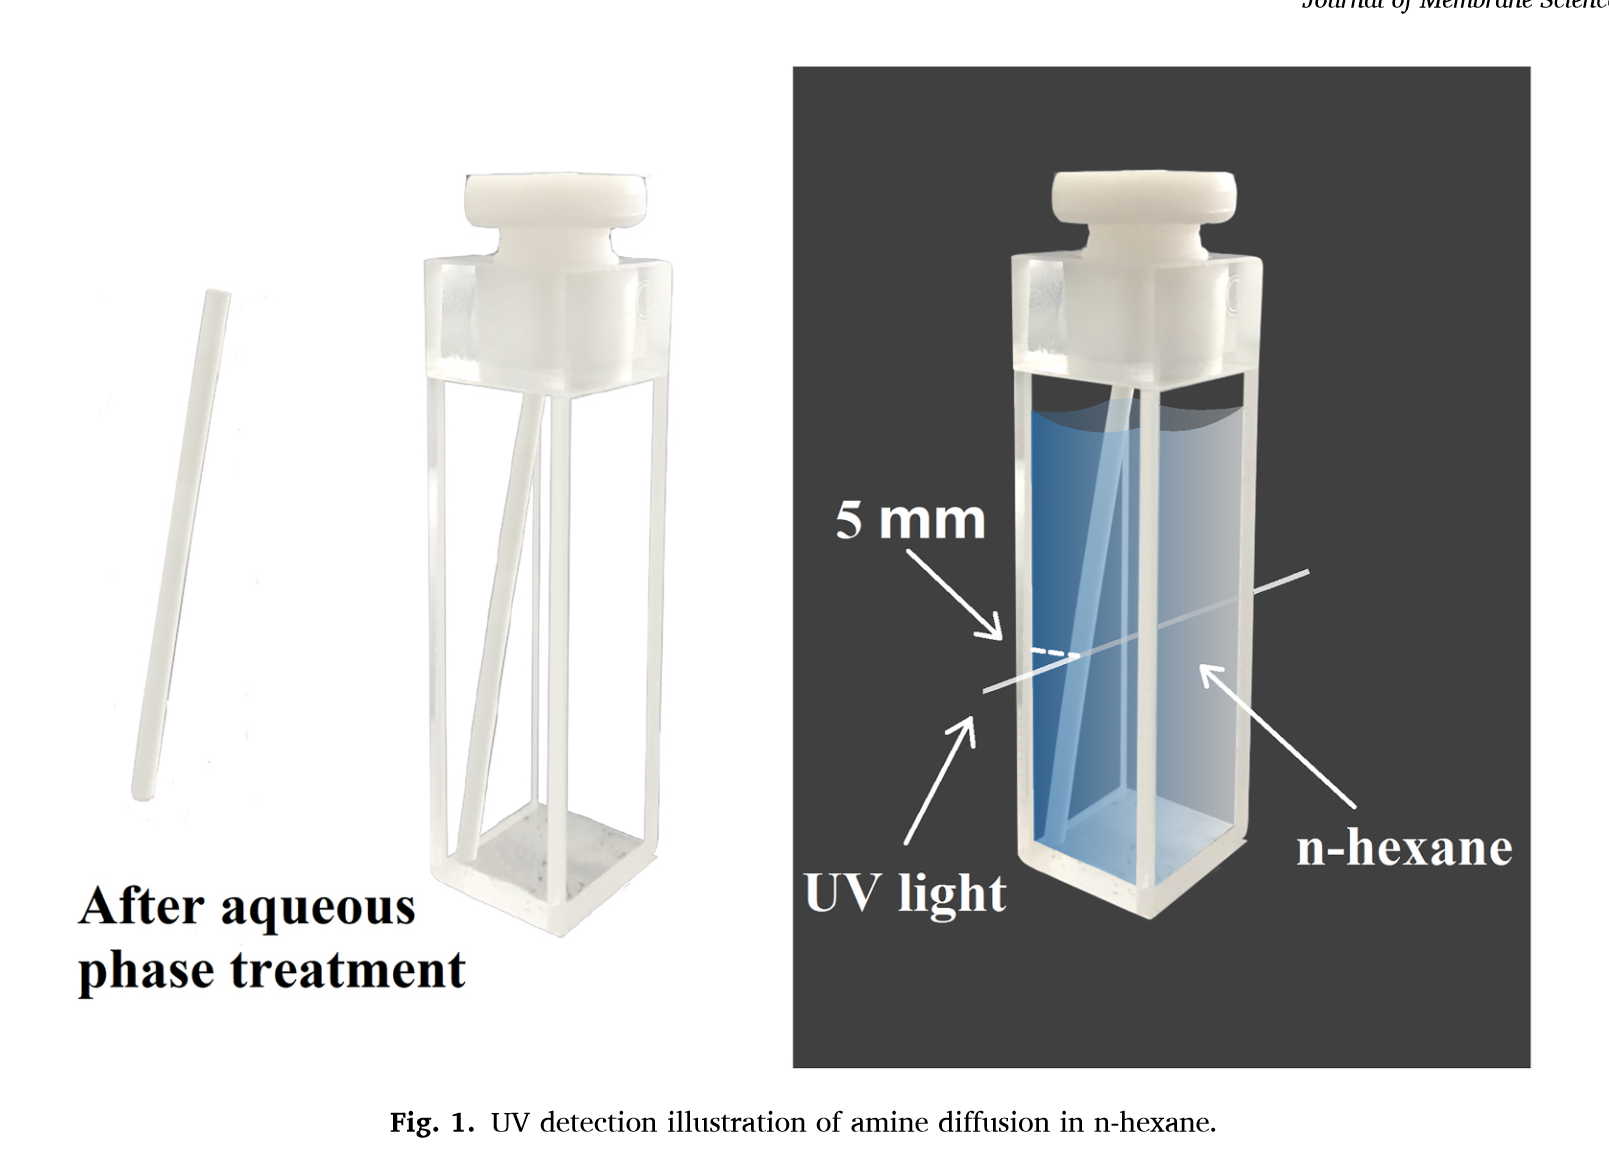 Journal of Membrane Science
After aqueous
phase treatment
5 mm
UV light
n-hexane
Fig. 1. UV detection illustration of amine diffusion in n-hexane.